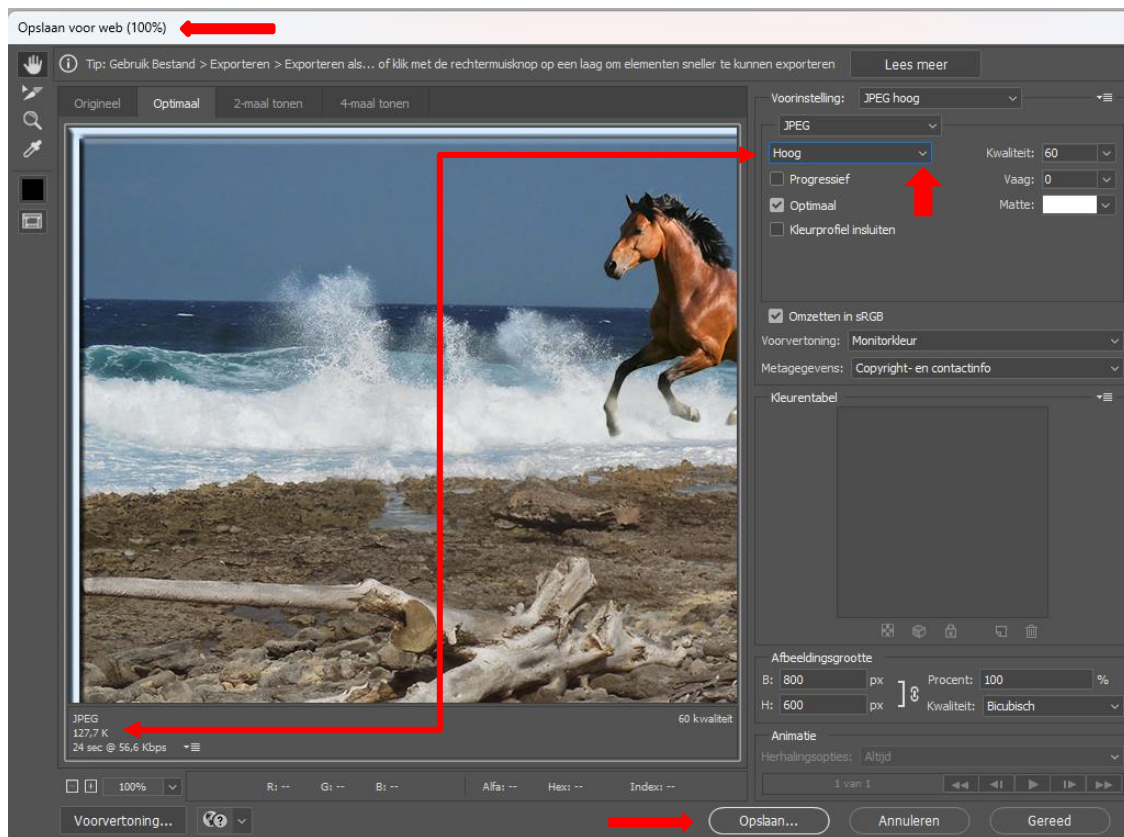 Opslaan voor web (100%)
Tip: Gebruik Bestand > Exporteren > Exporteren als... of klik met de rechtermuisknop op een laag om elementen sneller te kunnen exporteren
Lees meer
Origineel Optimaal 2-maal tonen 4-maal tonen
Voorinstelling: JPEG hoog
JPEG
Hoog Kwaliteit: 60
Progressief Vaag: 0
Optimaal Matte:
Kleurprofiel insluiten
Omzetten in sRGB
Voorvertoning: Monitorkleur
Metagegevens: Copyright- en contactinfo
Kleurentabel
Afbeeldingsgrootte
B: 800 px Procent: 100 %
H: 600 px Kwaliteit: Bicubisch
JPEG 60 kwaliteit
127,7 K
24 sec @ 56,6 Kbps
Animatie
Herhalingsopties: Altijd
1 van 1
100% R: -- G: -- B: -- Alfa: -- Hex: -- Index: --
Voorvertoning... Opslaan... Annuleren Gereed